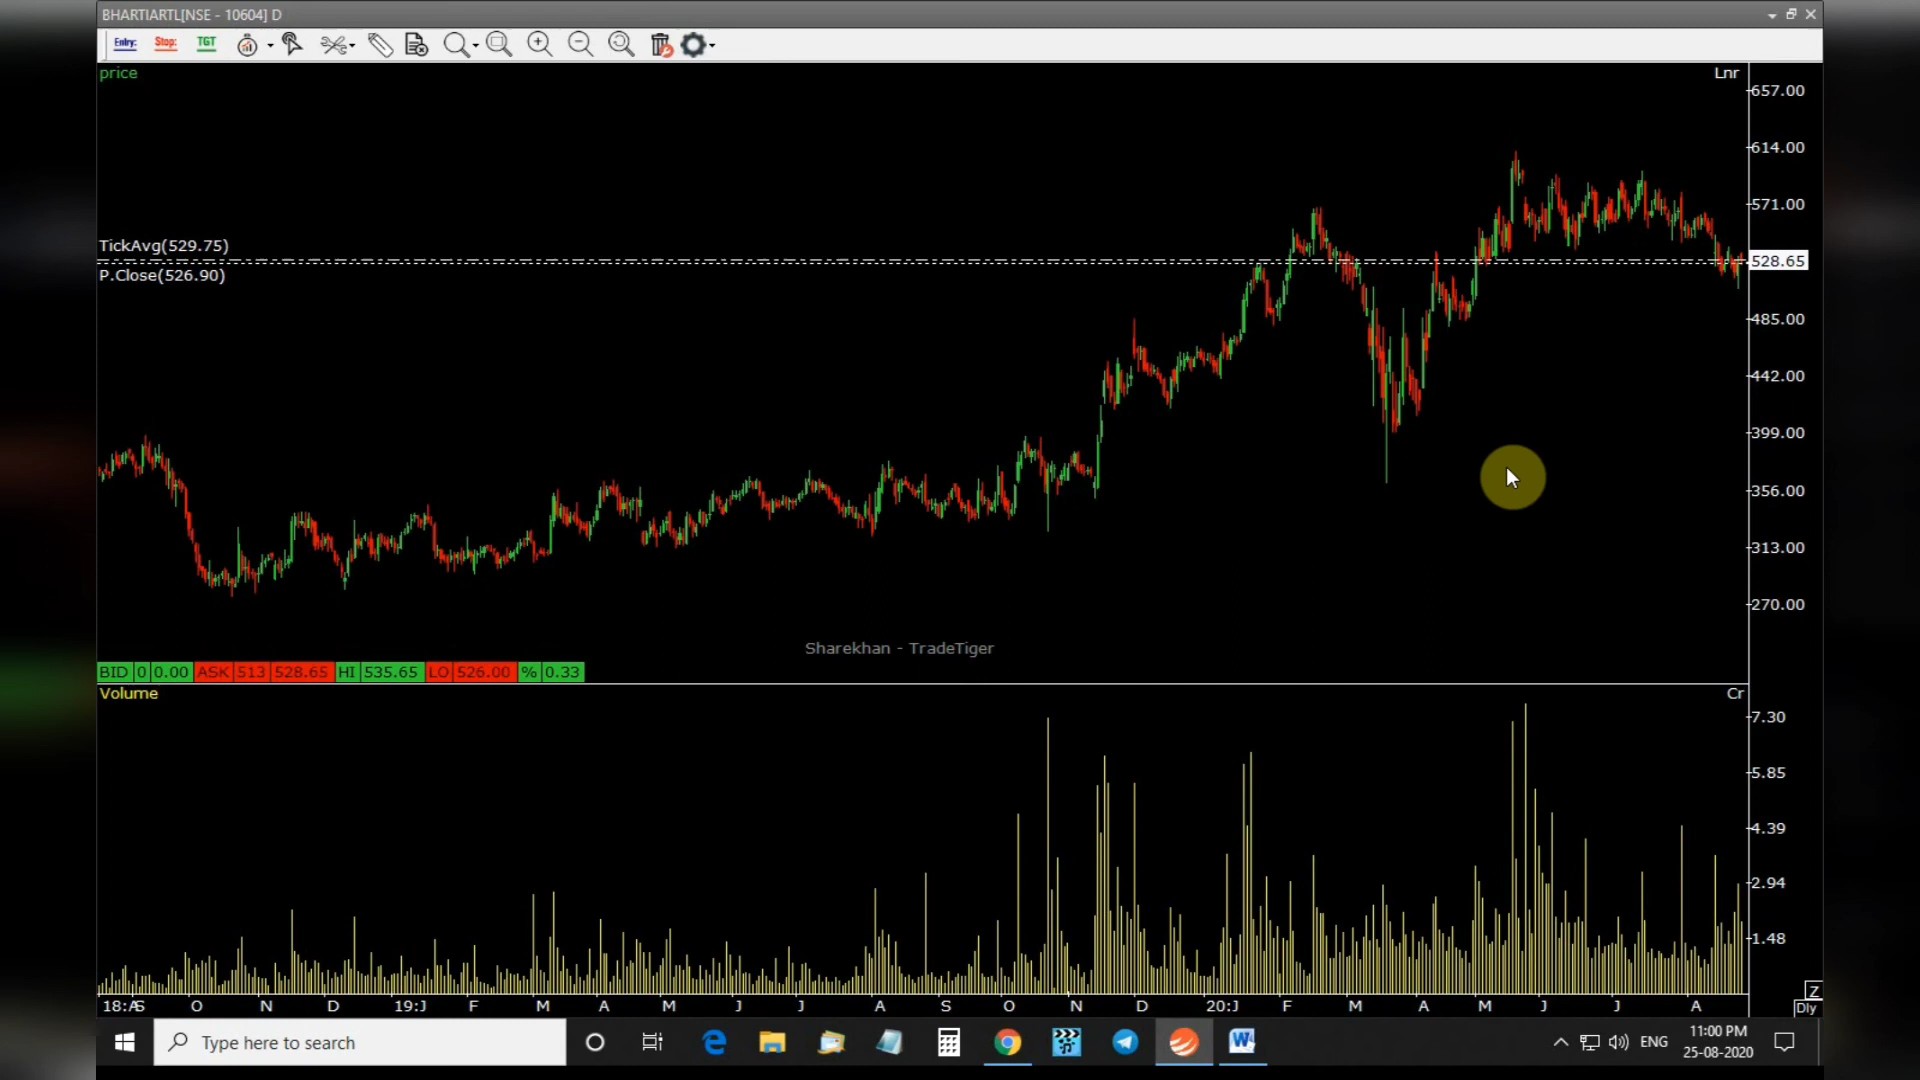 BHARTIARTL[NSE - 10604] D
Entry: Stop: TGT
price
Lnr
657.00
614.00
571.00
TickAvg(529.75)
528.65
P.Close(526.90)
485.00
442.00
399.00
356.00
313.00
270.00
Sharekhan - TradeTiger
BID 0 0.00 ASK 513 528.65 HI 535.65 LO 526.00 % 0.33
Volume
Cr
7.30
5.85
4.39
2.94
1.48
Z
18:AS O N D 19:J F M A M J J A S O N D 20:J F M A M J J A
Dly
Type here to search
ENG
11:00 PM
25-08-2020